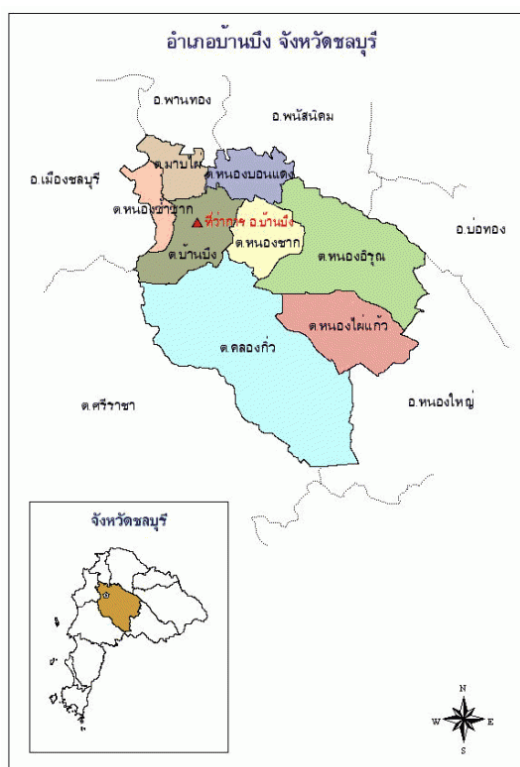 อำเภอบ้านบึง จังหวัดชลบุรี
อ.พานทอง
อ.พนัสนิคม
อ.เมืองชลบุรี
ต.มาบไผ่
ต.หนองบอนแดง
ต.หนองซ้ำซาก
ที่ว่าการ อ.บ้านบึง
อ.บ่อทอง
ต.หนองชาก
ต.บ้านบึง
ต.หนองอิรุณ
ต.หนองไผ่แก้ว
ต.คลองกิ่ว
ต.ศรีราชา
อ.หนองใหญ่
จังหวัดชลบุรี
N
W E
S